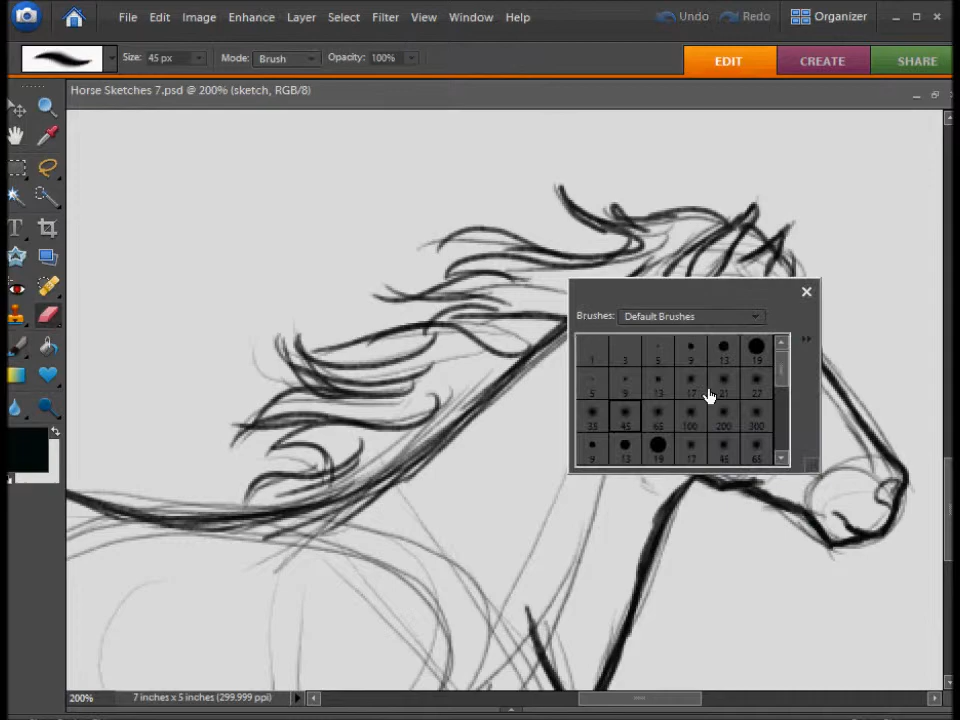 File Edit Image Enhance Layer Select Filter View Window Help Undo Redo Organizer
Size: 45 px Mode: Brush Opacity: 100% EDIT CREATE SHARE
Horse Sketches 7.psd @ 200% (sketch, RGB/8)
T
Brushes: Default Brushes
1 3 5 9 13 19
5 9 13 17 21 27
35 45 65 100 200 300
9 13 19 17 45 65
200% 7 inches x 5 inches (299.999 ppi)